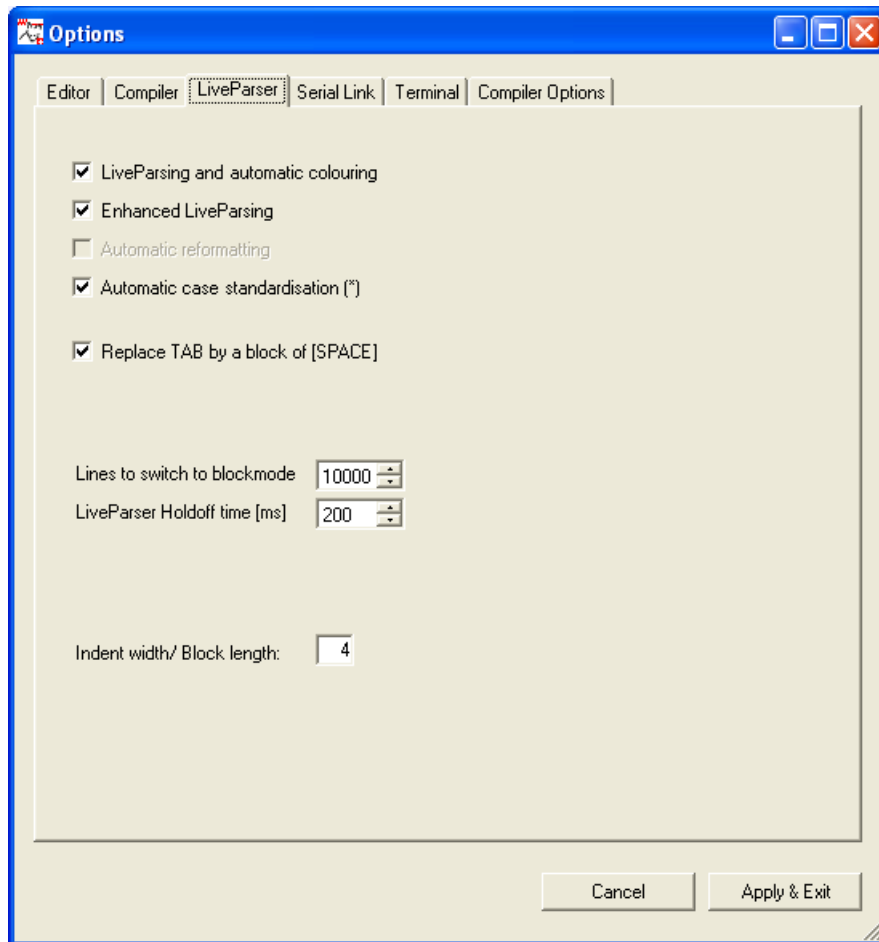 Options
Editor Compiler LiveParser Serial Link Terminal Compiler Options
LiveParsing and automatic colouring
Enhanced LiveParsing
Automatic reformatting
Automatic case standardisation (*)
Replace TAB by a block of [SPACE]
Lines to switch to blockmode 10000
LiveParser Holdoff time [ms] 200
Indent width/ Block length: 4
Cancel Apply & Exit